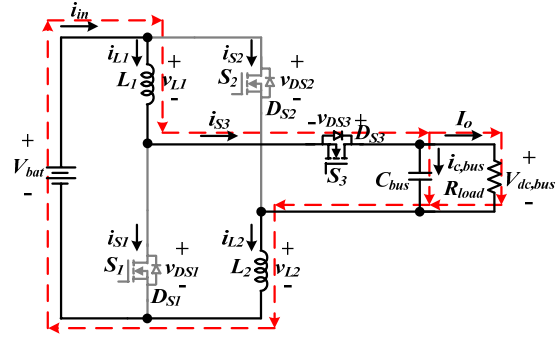 i_in
i_L1
L_1
+
v_L1
-
i_S2
S_2
+
v_DS2
-
D_S2
i_S3
- v_DS3 +
D_S3
S_3
I_o
i_c,bus
C_bus
R_load
+
V_dc,bus
-
+
V_bat
-
i_S1
S_1
+
v_DS1
-
D_S1
i_L2
L_2
+
v_L2
-